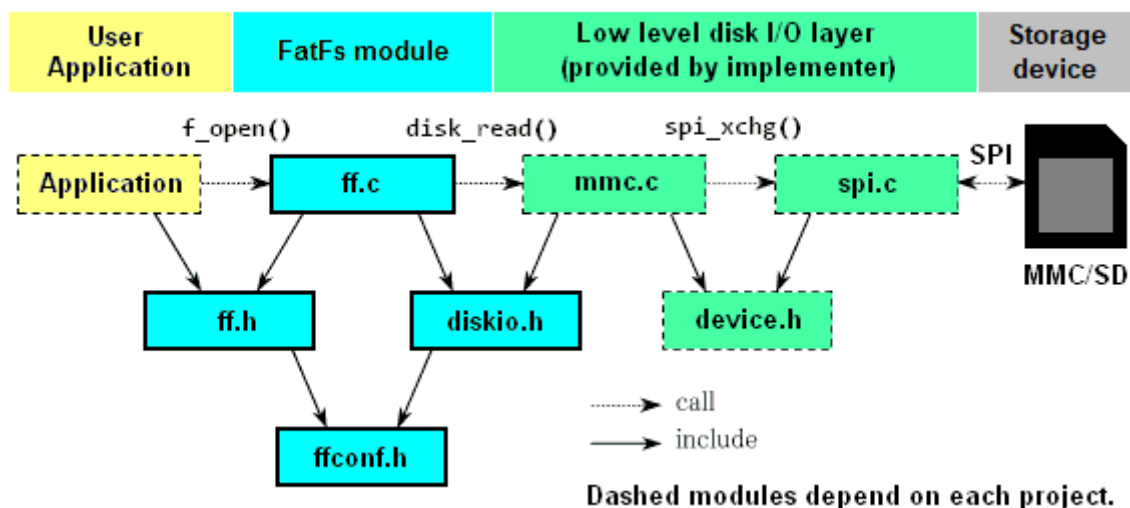 User
Application
FatFs module
Low level disk I/O layer
(provided by implementer)
Storage
device
f_open()
disk_read()
spi_xchg()
Application
ff.c
mmc.c
spi.c
SPI
MMC/SD
ff.h
diskio.h
device.h
call
include
ffconf.h
Dashed modules depend on each project.